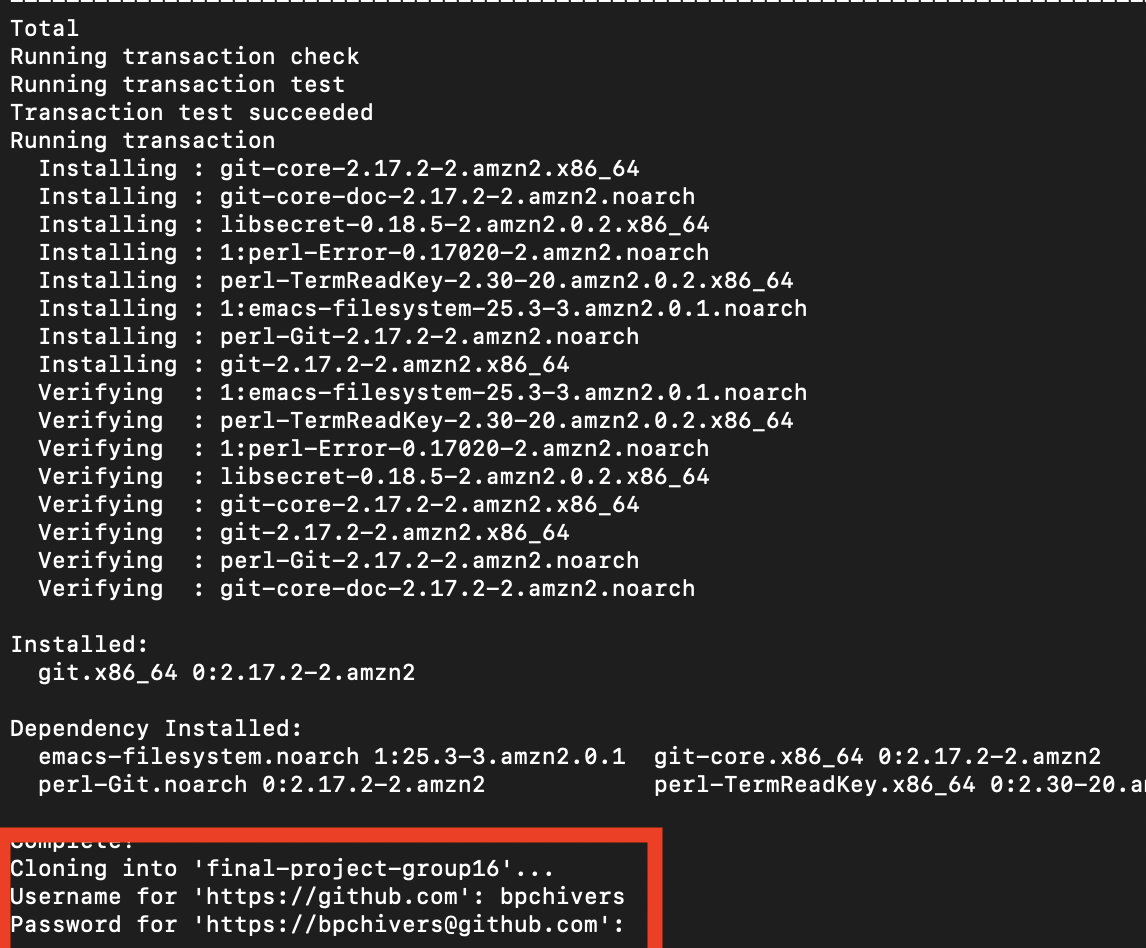 Total
Running transaction check
Running transaction test
Transaction test succeeded
Running transaction
Installing : git-core-2.17.2-2.amzn2.x86_64
Installing : git-core-doc-2.17.2-2.amzn2.noarch
Installing : libsecret-0.18.5-2.amzn2.0.2.x86_64
Installing : 1:perl-Error-0.17020-2.amzn2.noarch
Installing : perl-TermReadKey-2.30-20.amzn2.0.2.x86_64
Installing : 1:emacs-filesystem-25.3-3.amzn2.0.1.noarch
Installing : perl-Git-2.17.2-2.amzn2.noarch
Installing : git-2.17.2-2.amzn2.x86_64
Verifying  : 1:emacs-filesystem-25.3-3.amzn2.0.1.noarch
Verifying  : perl-TermReadKey-2.30-20.amzn2.0.2.x86_64
Verifying  : 1:perl-Error-0.17020-2.amzn2.noarch
Verifying  : libsecret-0.18.5-2.amzn2.0.2.x86_64
Verifying  : git-core-2.17.2-2.amzn2.x86_64
Verifying  : git-2.17.2-2.amzn2.x86_64
Verifying  : perl-Git-2.17.2-2.amzn2.noarch
Verifying  : git-core-doc-2.17.2-2.amzn2.noarch
Installed:
git.x86_64 0:2.17.2-2.amzn2
Dependency Installed:
emacs-filesystem.noarch 1:25.3-3.amzn2.0.1  git-core.x86_64 0:2.17.2-2.amzn2
perl-Git.noarch 0:2.17.2-2.amzn2  perl-TermReadKey.x86_64 0:2.30-20.a
Complete!
Cloning into 'final-project-group16'...
Username for 'https://github.com': bpchivers
Password for 'https://bpchivers@github.com':